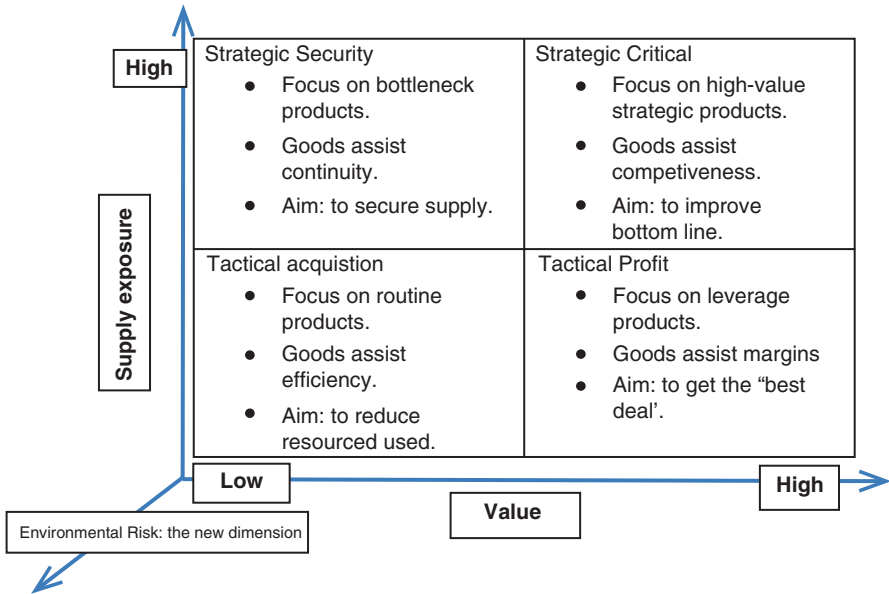 High
Strategic Security
● Focus on bottleneck
products.
● Goods assist
continuity.
● Aim: to secure supply.
Strategic Critical
● Focus on high-value
strategic products.
● Goods assist
competiveness.
● Aim: to improve
bottom line.
Supply exposure
Tactical acquistion
● Focus on routine
products.
● Goods assist
efficiency.
● Aim: to reduce
resourced used.
Tactical Profit
● Focus on leverage
products.
● Goods assist margins
● Aim: to get the “best
deal’.
Low
Value
High
Environmental Risk: the new dimension